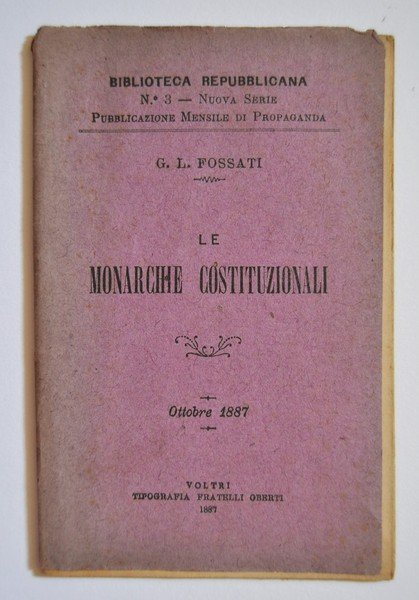 BIBLIOTECA REPUBBLICANA
N.º 3 — NUOVA SERIE
PUBBLICAZIONE MENSILE DI PROPAGANDA
G. L. FOSSATI
LE
MONARCHIE COSTITUZIONALI
Ottobre 1887
VOLTRI
TIPOGRAFIA FRATELLI OBERTI
1887